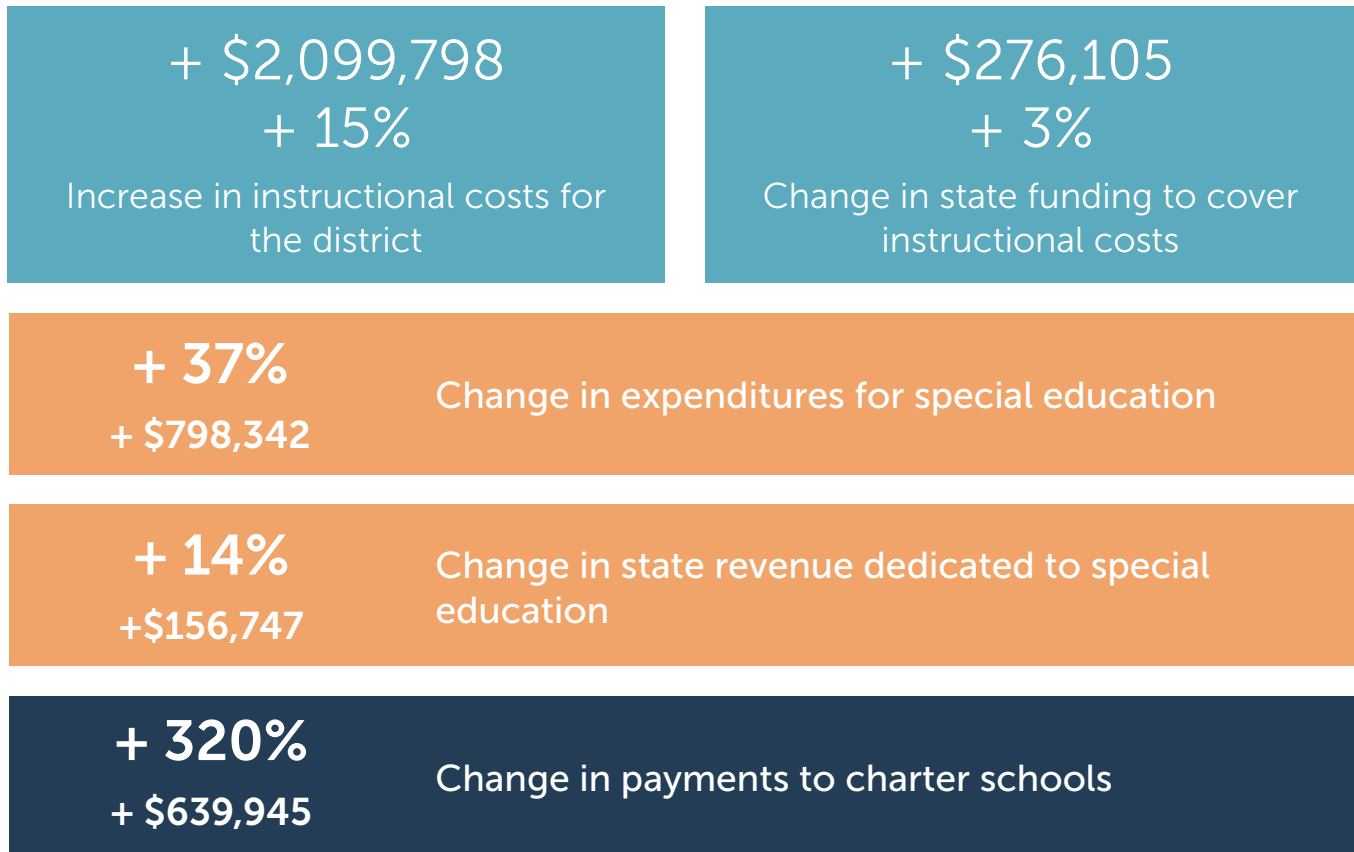 + $2,099,798
+ 15%
Increase in instructional costs for
the district
+ $276,105
+ 3%
Change in state funding to cover
instructional costs
+ 37%
+ $798,342
Change in expenditures for special education
+ 14%
+$156,747
Change in state revenue dedicated to special
education
+ 320%
+ $639,945
Change in payments to charter schools